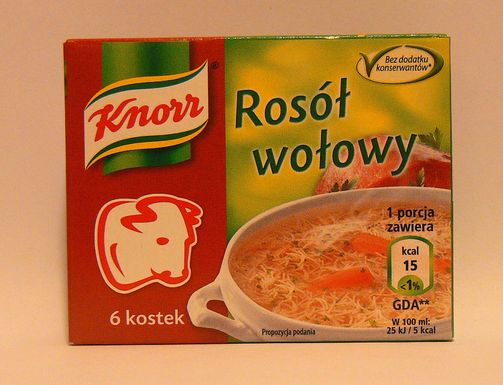 Knorr®
Rosół
wołowy
Bez dodatku
konserwantów*
1 porcja
zawiera
kcal
15
<1%
GDA**
W 100 ml:
25 kJ / 5 kcal
6 kostek
Propozycja podania